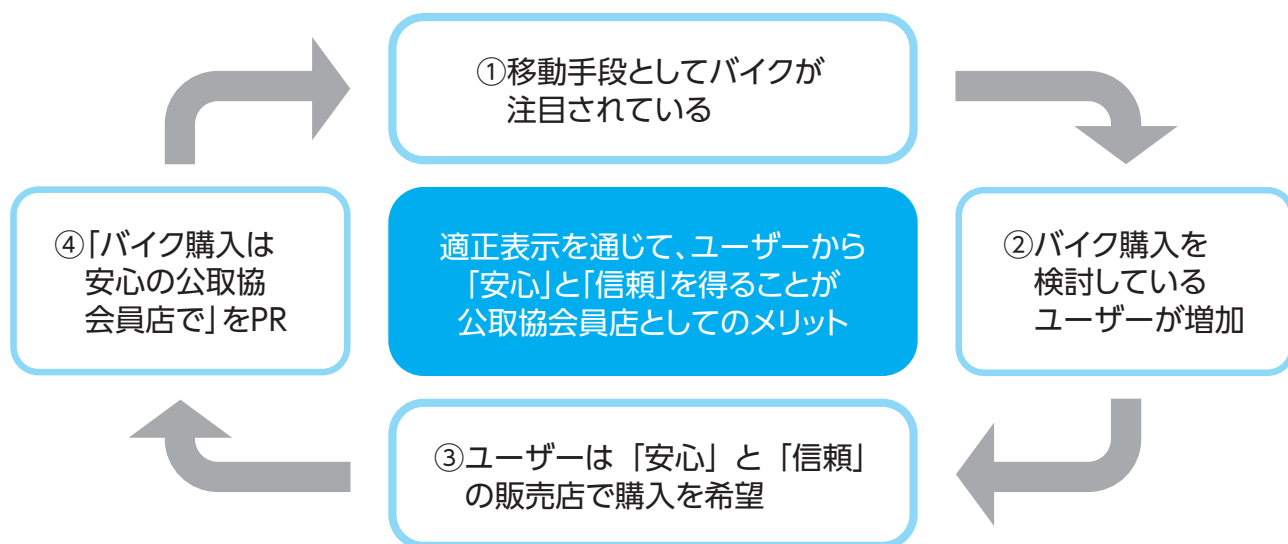 ①移動手段としてバイクが
注目されている
④「バイク購入は
安心の公取協
会員店で」をPR
適正表示を通じて、ユーザーから
「安心」と「信頼」を得ることが
公取協会員店としてのメリット
②バイク購入を
検討している
ユーザーが増加
③ユーザーは「安心」と「信頼」
の販売店で購入を希望